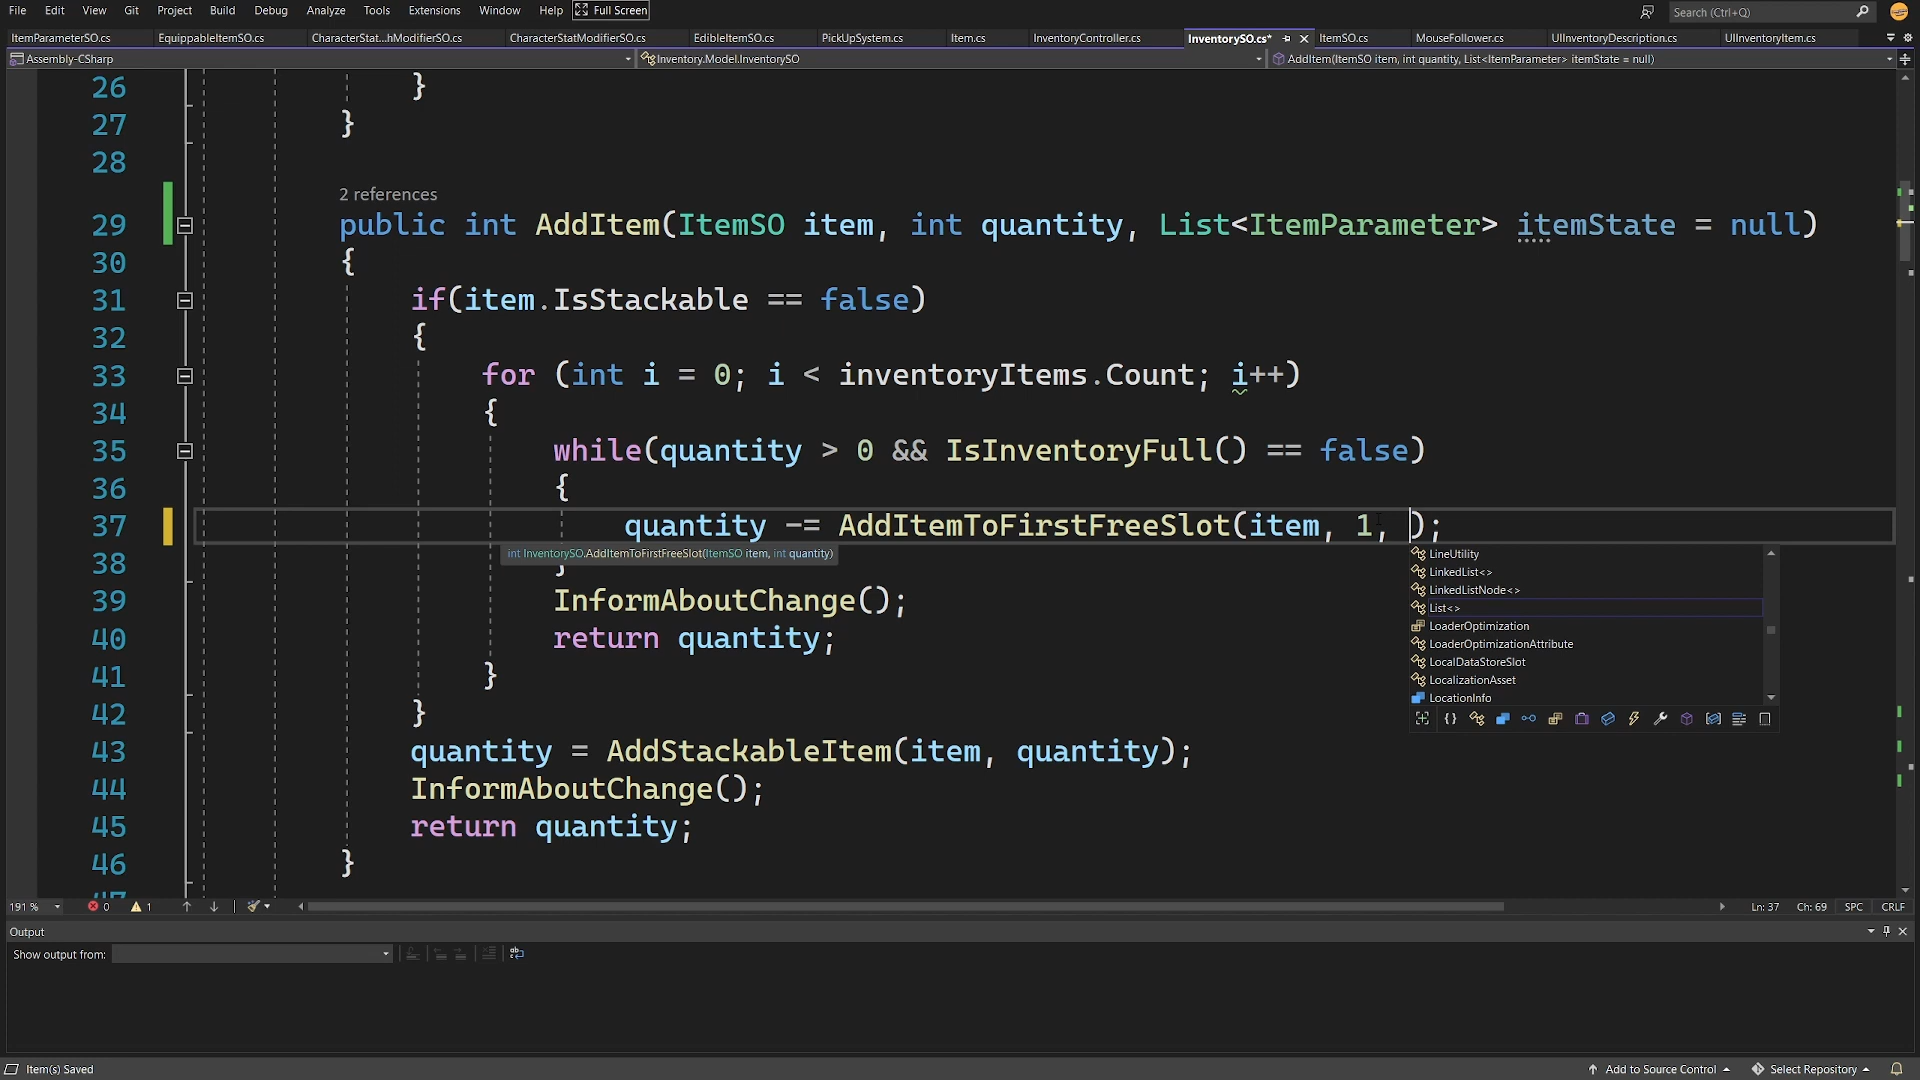 File Edit View Git Project Build Debug Analyze Tools Extensions Window Help Full Screen Search (Ctrl+Q)
ItemParameterSO.cs EquippableItemSO.cs CharacterStat...hModifierSO.cs CharacterStatModifierSO.cs EdibleItemSO.cs PickUpSystem.cs Item.cs InventoryController.cs InventorySO.cs* ItemSO.cs MouseFollower.cs UIInventoryDescription.cs UIInventoryItem.cs
Assembly-CSharp Inventory.Model.InventorySO AddItem(ItemSO item, int quantity, List<ItemParameter> itemState = null)
26 }
27 }
28
2 references
29 public int AddItem(ItemSO item, int quantity, List<ItemParameter> itemState = null)
30 {
31 if(item.IsStackable == false)
32 {
33 for (int i = 0; i < inventoryItems.Count; i++)
34 {
35 while(quantity > 0 && IsInventoryFull() == false)
36 {
37 quantity -= AddItemToFirstFreeSlot(item, 1, );
int InventorySO.AddItemToFirstFreeSlot(ItemSO item, int quantity)
LineUtility
LinkedList<>
LinkedListNode<>
List<>
LoaderOptimization
LoaderOptimizationAttribute
LocalDataStoreSlot
LocalizationAsset
LocationInfo
38 }
39 InformAboutChange();
40 return quantity;
41 }
42 }
43 quantity = AddStackableItem(item, quantity);
44 InformAboutChange();
45 return quantity;
46 }
47
191 % 0 1 Ln: 37 Ch: 69 SPC CRLF
Output
Show output from:
Item(s) Saved Add to Source Control Select Repository